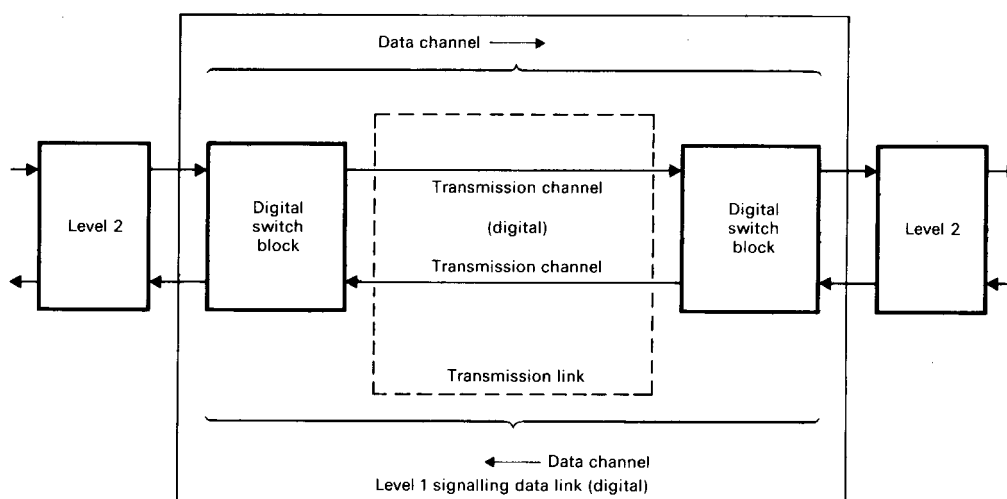 Data channel
Level 2
Digital
switch
block
Transmission channel
(digital)
Transmission channel
Transmission link
Digital
switch
block
Level 2
Data channel
Level 1 signalling data link (digital)